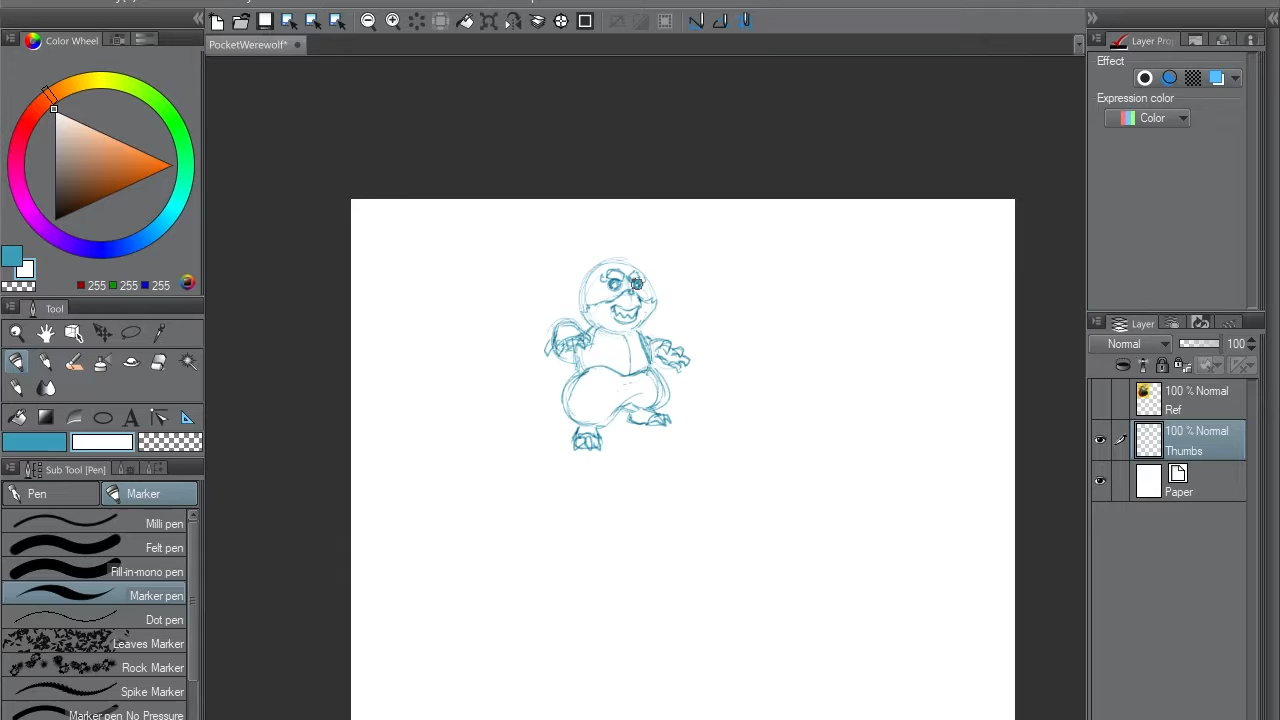 PocketWerewolf*
Color Wheel
255 255 255
Tool
Sub Tool [Pen]
Pen
Marker
Milli pen
Felt pen
Fill-in-mono pen
Marker pen
Dot pen
Leaves Marker
Rock Marker
Spike Marker
Marker pen No Pressure
Layer Prop
Effect
Expression color
Color
Layer
Normal
100
100 % Normal
Ref
100 % Normal
Thumbs
Paper